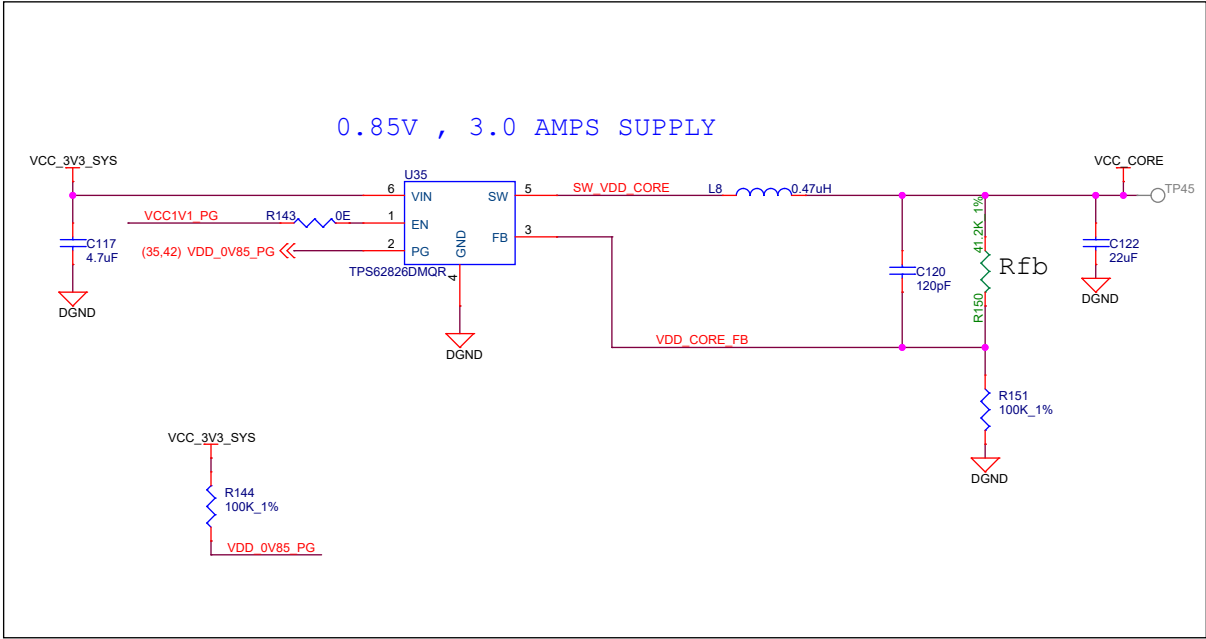 0.85V , 3.0 AMPS SUPPLY
VCC_3V3_SYS
VCC_CORE
U35
6
VIN
SW
5
SW_VDD_CORE
L8
0.47uH
TP45
VCC1V1_PG
R143
0E
1
EN
FB
3
C117
4.7uF
(35,42)
VDD_0V85_PG
2
PG
GND
4
TPS62826DMQR
DGND
DGND
C120
120pF
41.2K_1%
R150
Rfb
C122
22uF
DGND
VDD_CORE_FB
R151
100K_1%
DGND
VCC_3V3_SYS
R144
100K_1%
VDD_0V85_PG